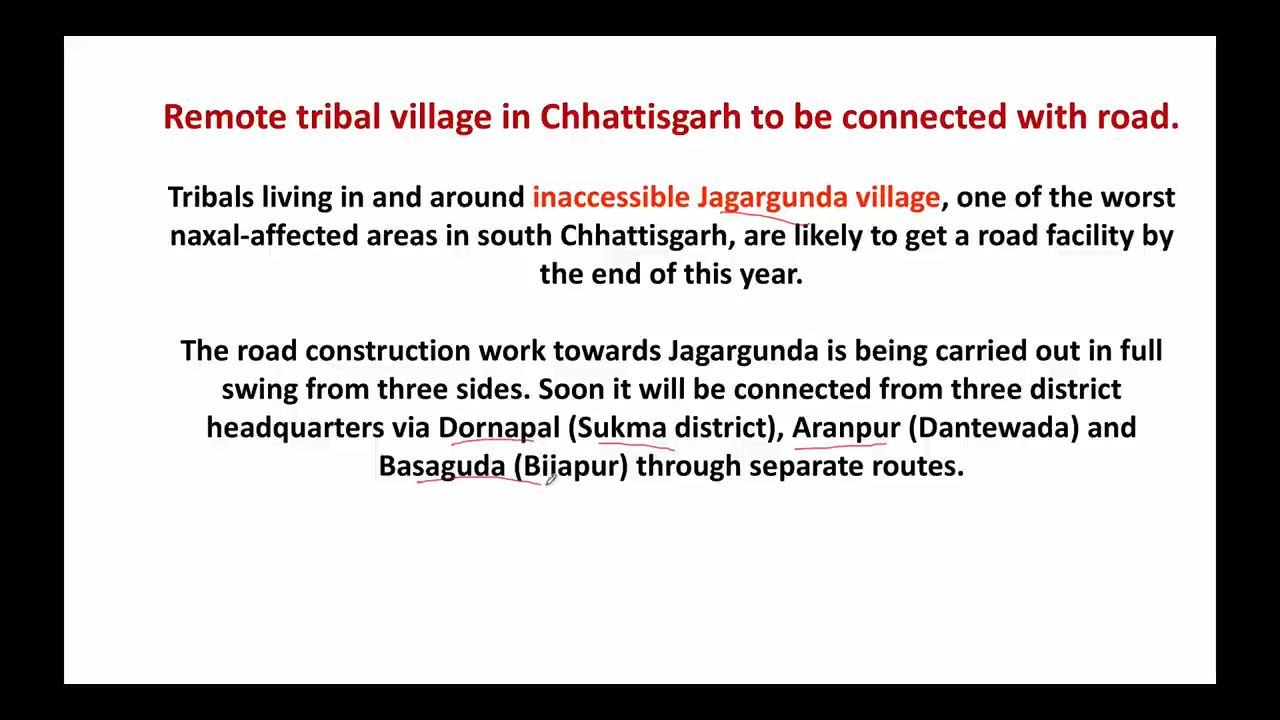 Remote tribal village in Chhattisgarh to be connected with road.
Tribals living in and around inaccessible Jagargunda village, one of the worst
naxal-affected areas in south Chhattisgarh, are likely to get a road facility by
the end of this year.
The road construction work towards Jagargunda is being carried out in full
swing from three sides. Soon it will be connected from three district
headquarters via Dornapal (Sukma district), Aranpur (Dantewada) and
Basaguda (Bijapur) through separate routes.